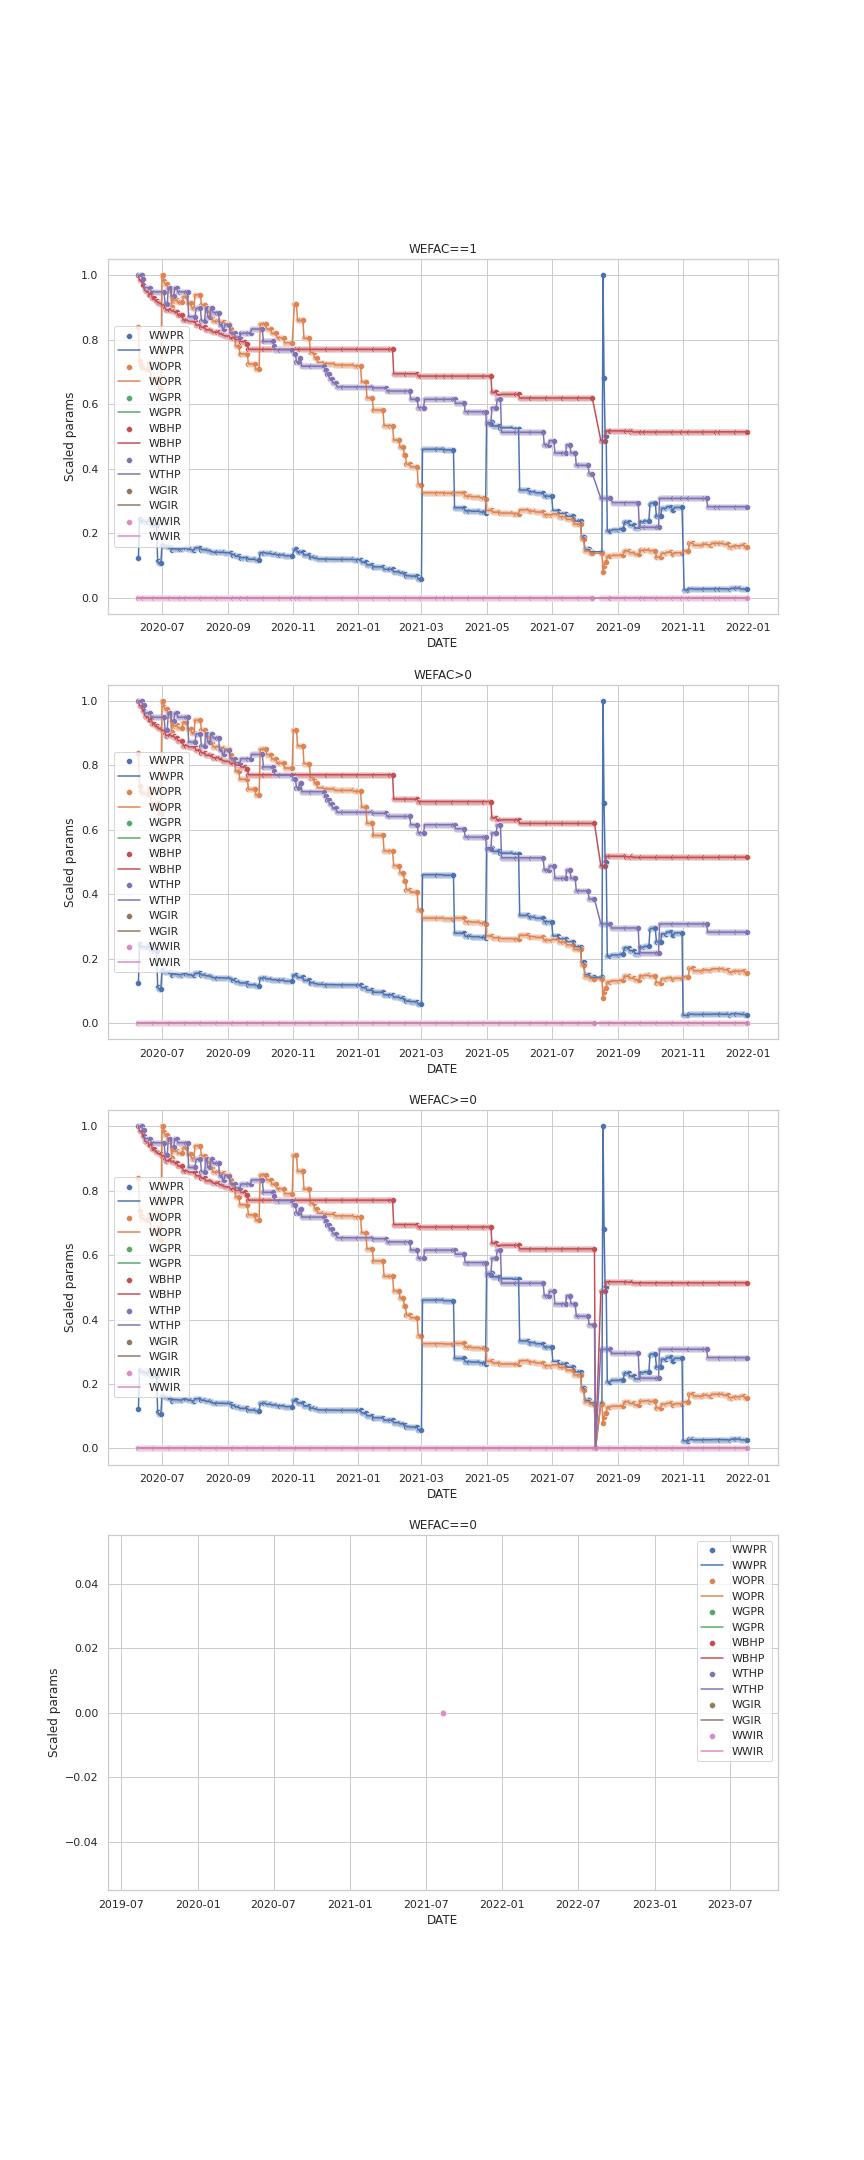 WEFAC==1
1.0
0.8
0.6
0.4
0.2
0.0
Scaled params
WWPR
WWPR
WOPR
WOPR
WGPR
WGPR
WBHP
WBHP
WTHP
WTHP
WGIR
WGIR
WWIR
WWIR
2020-07 2020-09 2020-11 2021-01 2021-03 2021-05 2021-07 2021-09 2021-11 2022-01
DATE
WEFAC>0
1.0
0.8
0.6
0.4
0.2
0.0
Scaled params
WWPR
WWPR
WOPR
WOPR
WGPR
WGPR
WBHP
WBHP
WTHP
WTHP
WGIR
WGIR
WWIR
WWIR
2020-07 2020-09 2020-11 2021-01 2021-03 2021-05 2021-07 2021-09 2021-11 2022-01
DATE
WEFAC>=0
1.0
0.8
0.6
0.4
0.2
0.0
Scaled params
WWPR
WWPR
WOPR
WOPR
WGPR
WGPR
WBHP
WBHP
WTHP
WTHP
WGIR
WGIR
WWIR
WWIR
2020-07 2020-09 2020-11 2021-01 2021-03 2021-05 2021-07 2021-09 2021-11 2022-01
DATE
WEFAC==0
0.04
0.02
0.00
−0.02
−0.04
Scaled params
WWPR
WWPR
WOPR
WOPR
WGPR
WGPR
WBHP
WBHP
WTHP
WTHP
WGIR
WGIR
WWIR
WWIR
2019-07 2020-01 2020-07 2021-01 2021-07 2022-01 2022-07 2023-01 2023-07
DATE